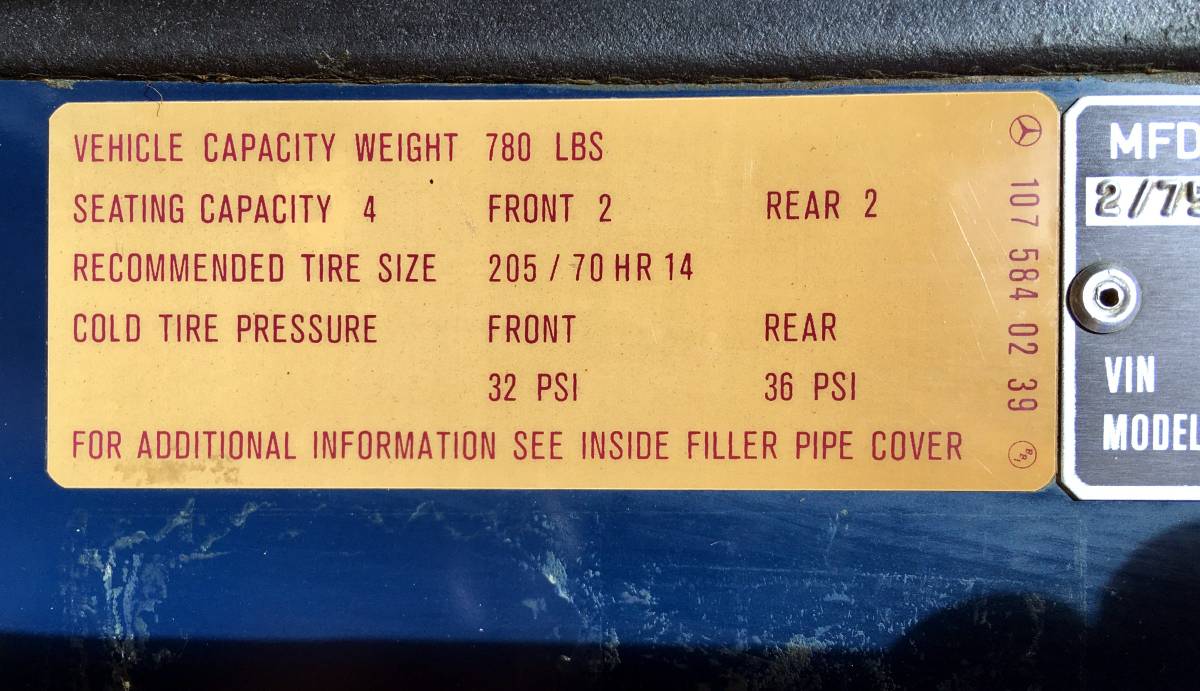 VEHICLE CAPACITY WEIGHT 780 LBS
SEATING CAPACITY 4 FRONT 2 REAR 2
RECOMMENDED TIRE SIZE 205 / 70 HR 14
COLD TIRE PRESSURE FRONT REAR
32 PSI 36 PSI
FOR ADDITIONAL INFORMATION SEE INSIDE FILLER PIPE COVER
107 584 02 39
MFD
VIN
MODEL